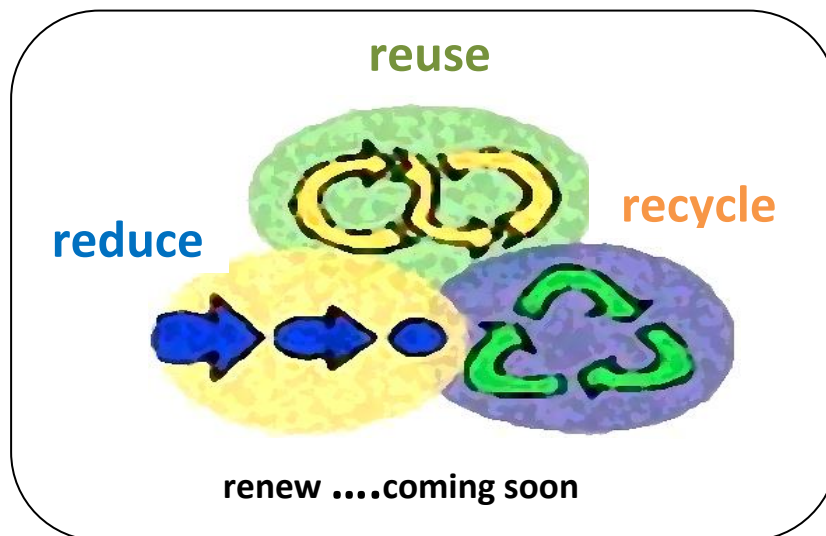 reuse
recycle
reduce
renew ....coming soon